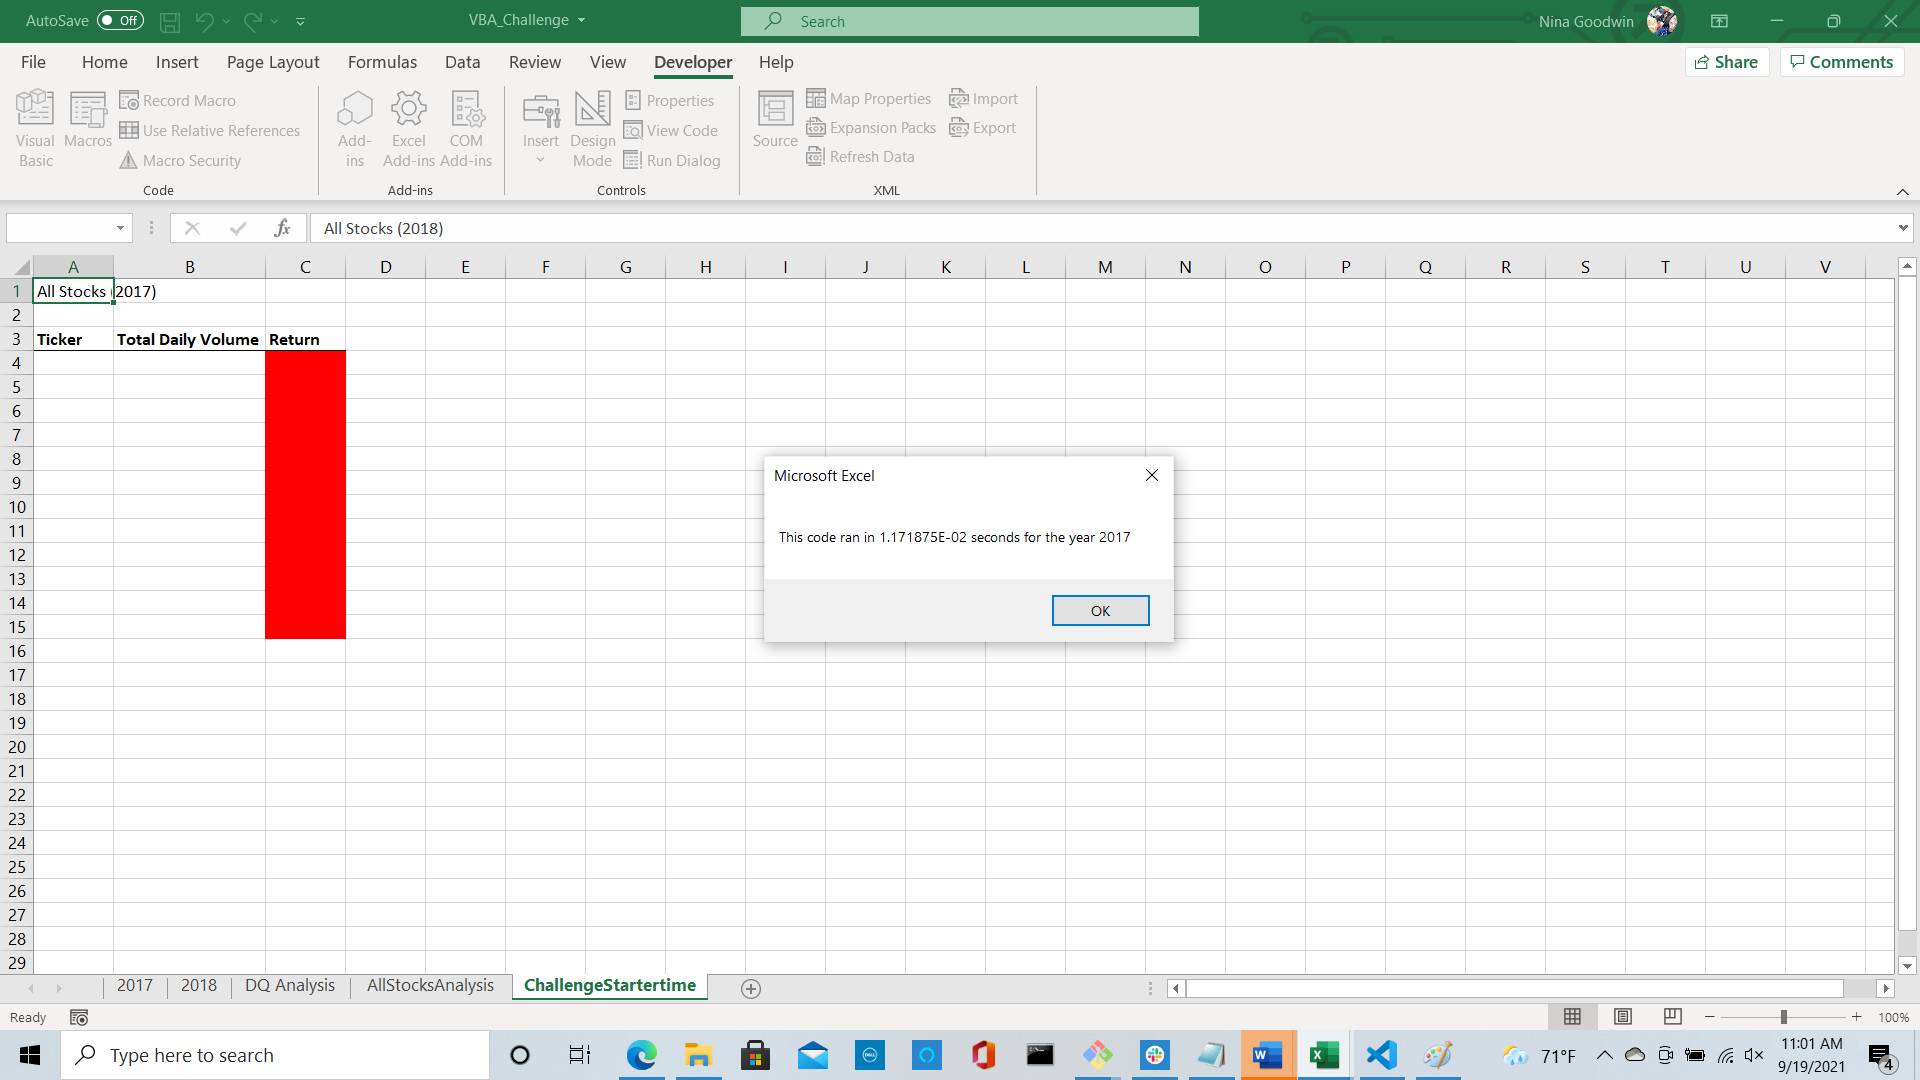 AutoSave Off VBA_Challenge Search Nina Goodwin
File Home Insert Page Layout Formulas Data Review View Developer Help Share Comments
Visual Basic
Macros
Record Macro
Use Relative References
Macro Security
Code
Add-ins
Excel Add-ins
COM Add-ins
Add-ins
Insert
Design Mode
Properties
View Code
Run Dialog
Controls
Source
Map Properties
Expansion Packs
Refresh Data
Import
Export
XML
fx All Stocks (2018)
A B C D E F G H I J K L M N O P Q R S T U V
1 All Stocks (2017)
2
3 Ticker Total Daily Volume Return
4
5
6
7
8
9
10
11
12
13
14
15
16
17
18
19
20
21
22
23
24
25
26
27
28
29
Microsoft Excel
This code ran in 1.171875E-02 seconds for the year 2017
OK
2017 2018 DQ Analysis AllStocksAnalysis ChallengeStartertime
Ready 100%
Type here to search 71°F 11:01 AM
9/19/2021 4